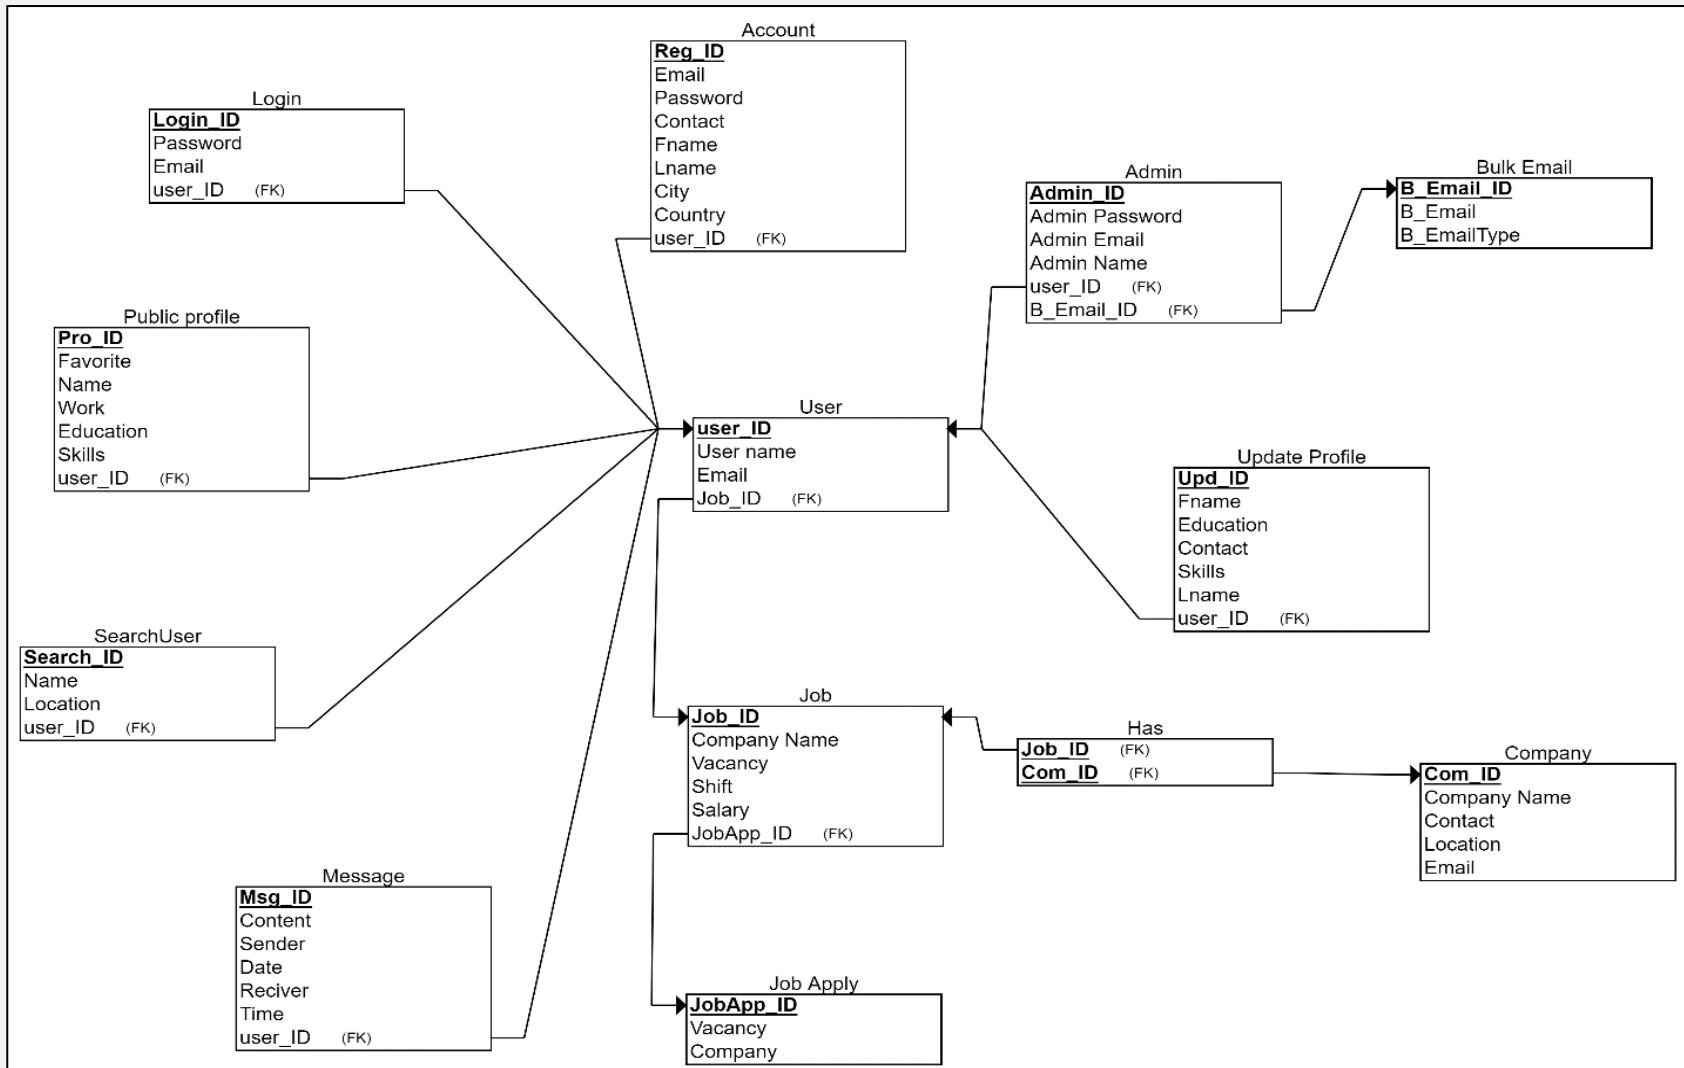 Account
Reg_ID
Email
Password
Contact
Fname
Lname
City
Country
user_ID (FK)
Login
Login_ID
Password
Email
user_ID (FK)
Admin
Admin_ID
Admin Password
Admin Email
Admin Name
user_ID (FK)
B_Email_ID (FK)
Bulk Email
B_Email_ID
B_Email
B_EmailType
Public profile
Pro_ID
Favorite
Name
Work
Education
Skills
user_ID (FK)
User
user_ID
User name
Email
Job_ID (FK)
Update Profile
Upd_ID
Fname
Education
Contact
Skills
Lname
user_ID (FK)
SearchUser
Search_ID
Name
Location
user_ID (FK)
Job
Job_ID
Company Name
Vacancy
Shift
Salary
JobApp_ID (FK)
Has
Job_ID (FK)
Com_ID (FK)
Company
Com_ID
Company Name
Contact
Location
Email
Message
Msg_ID
Content
Sender
Date
Reciver
Time
user_ID (FK)
Job Apply
JobApp_ID
Vacancy
Company